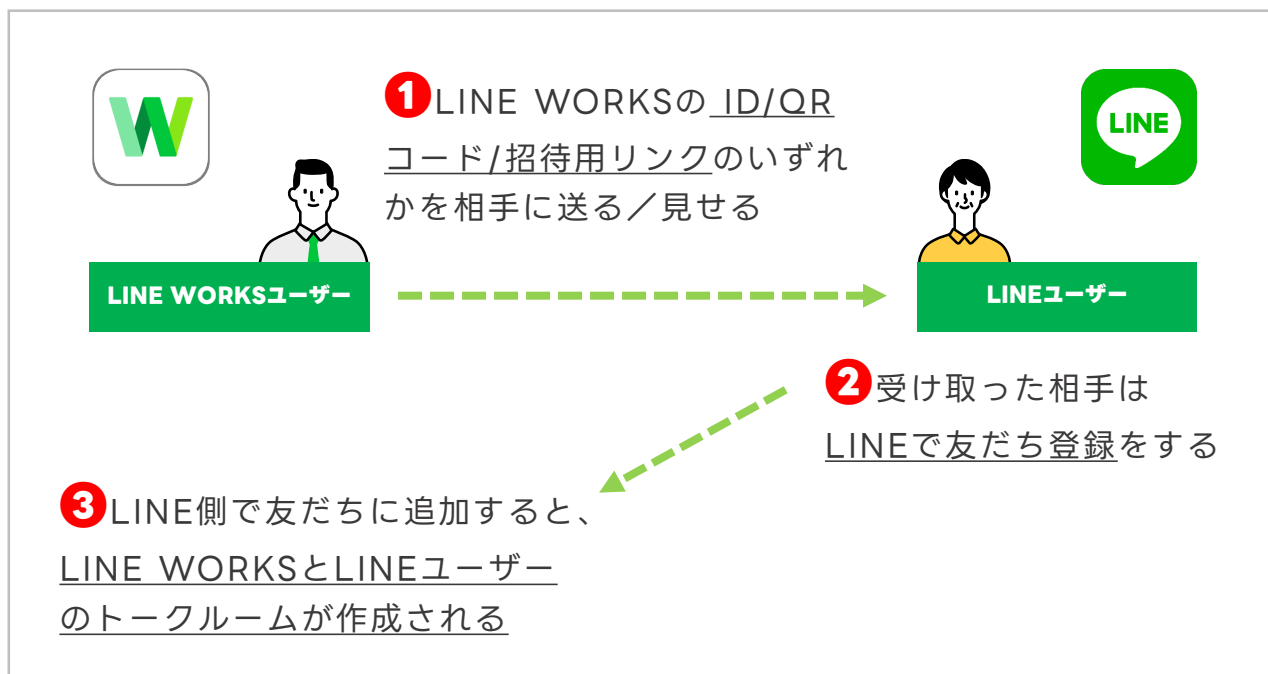 ❶LINE WORKSの ID/QR
コード/招待用リンクのいずれ
かを相手に送る／見せる
LINE
LINE WORKSユーザー
LINEユーザー
❷受け取った相手は
LINEで友だち登録をする
❸LINE側で友だちに追加すると、
LINE WORKSとLINEユーザー
のトークルームが作成される